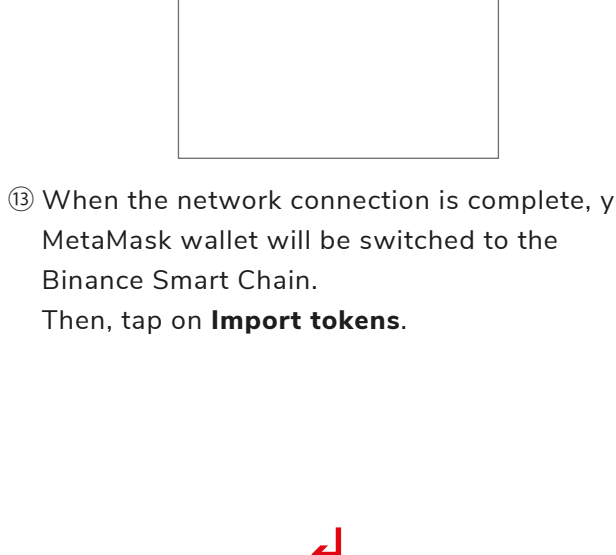 ⑬ When the network connection is complete, y
MetaMask wallet will be switched to the
Binance Smart Chain.
Then, tap on Import tokens.